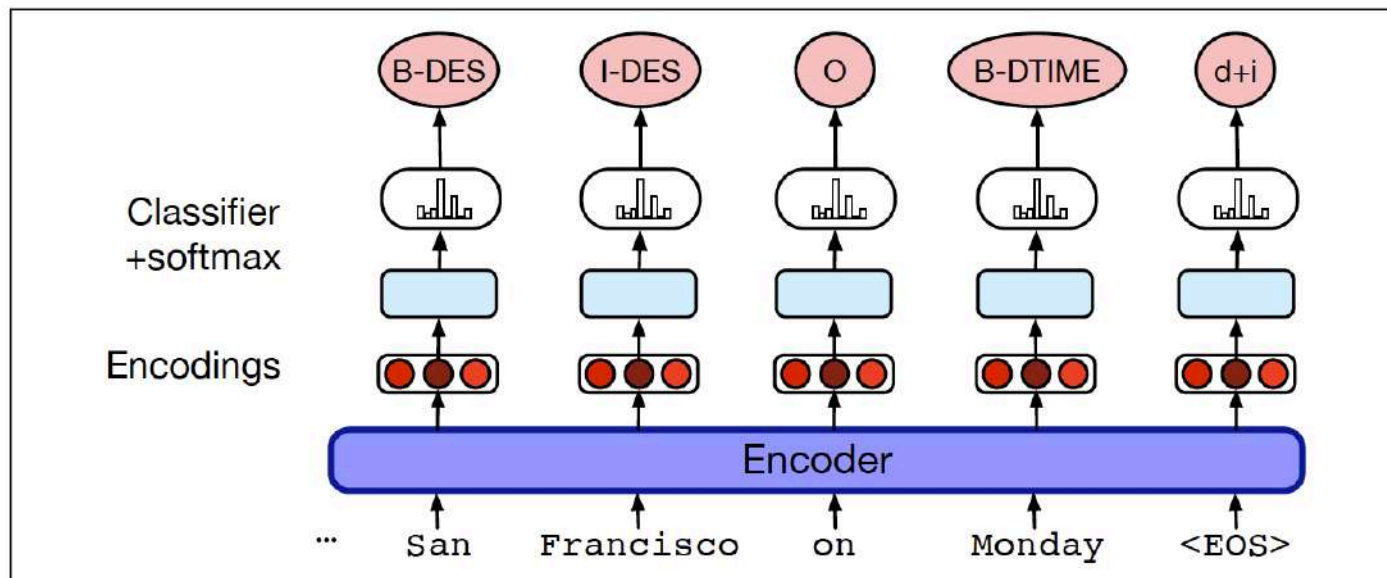 B-DES I-DES O B-DTIME d+i
Classifier
+softmax
Encodings
Encoder
... San Francisco on Monday <EOS>